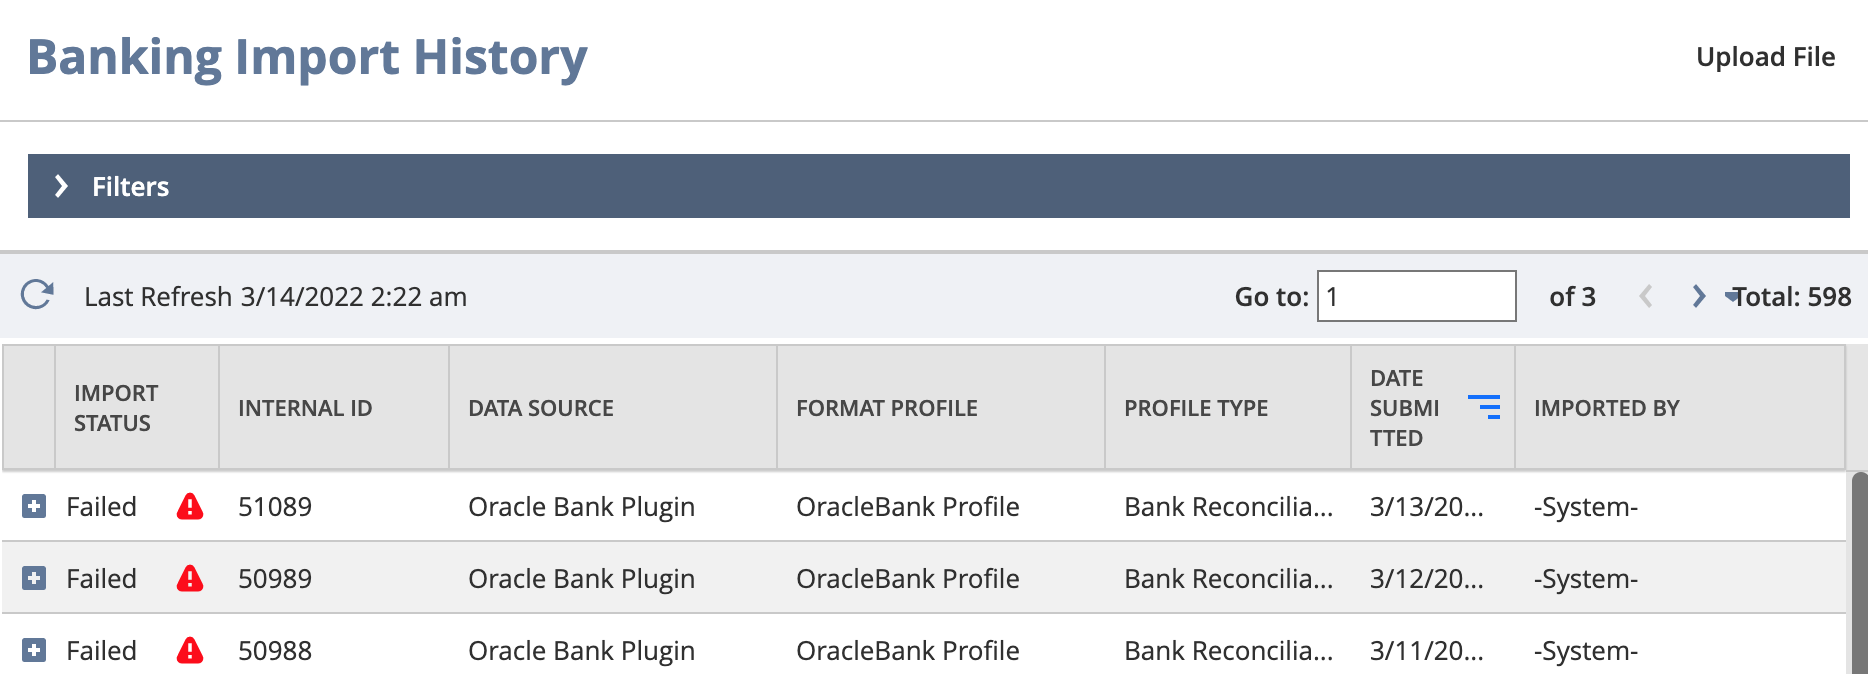 Banking Import History
Upload File
Filters
Last Refresh 3/14/2022 2:22 am
Go to: 1 of 3 Total: 598
IMPORT STATUS INTERNAL ID DATA SOURCE FORMAT PROFILE PROFILE TYPE DATE SUBMI TTED IMPORTED BY
Failed 51089 Oracle Bank Plugin OracleBank Profile Bank Reconcilia... 3/13/20... -System-
Failed 50989 Oracle Bank Plugin OracleBank Profile Bank Reconcilia... 3/12/20... -System-
Failed 50988 Oracle Bank Plugin OracleBank Profile Bank Reconcilia... 3/11/20... -System-